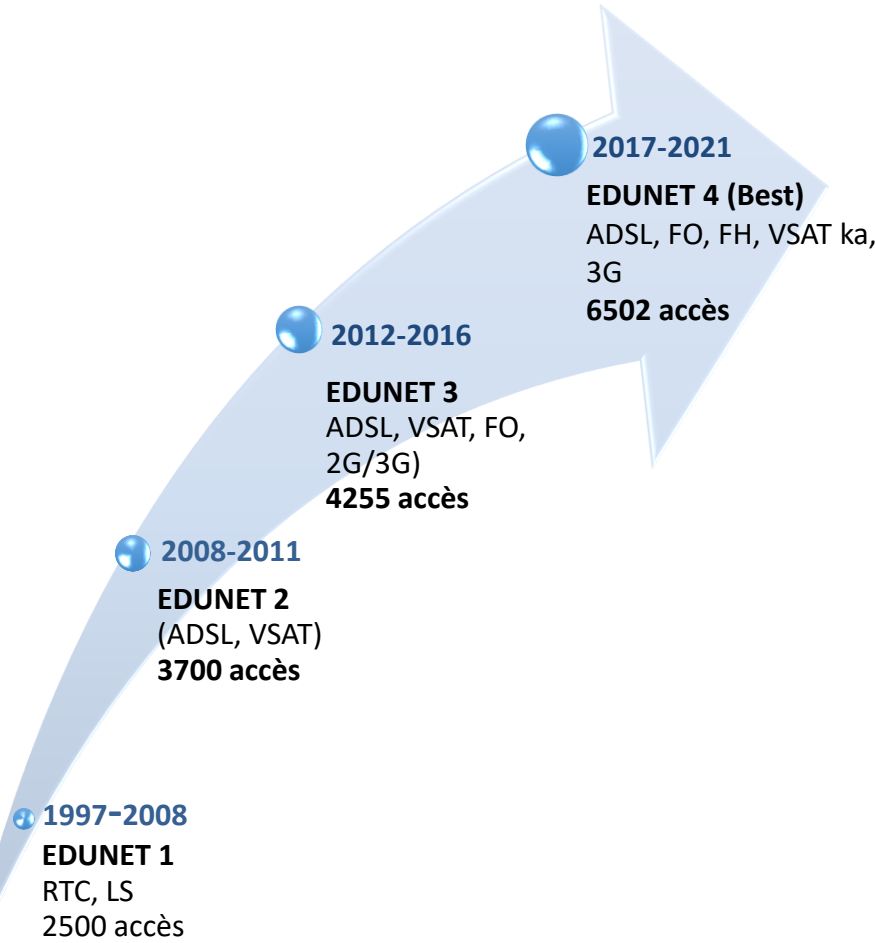 2017-2021
EDUNET 4 (Best)
ADSL, FO, FH, VSAT ka,
3G
6502 accès
2012-2016
EDUNET 3
ADSL, VSAT, FO,
2G/3G)
4255 accès
2008-2011
EDUNET 2
(ADSL, VSAT)
3700 accès
1997-2008
EDUNET 1
RTC, LS
2500 accès